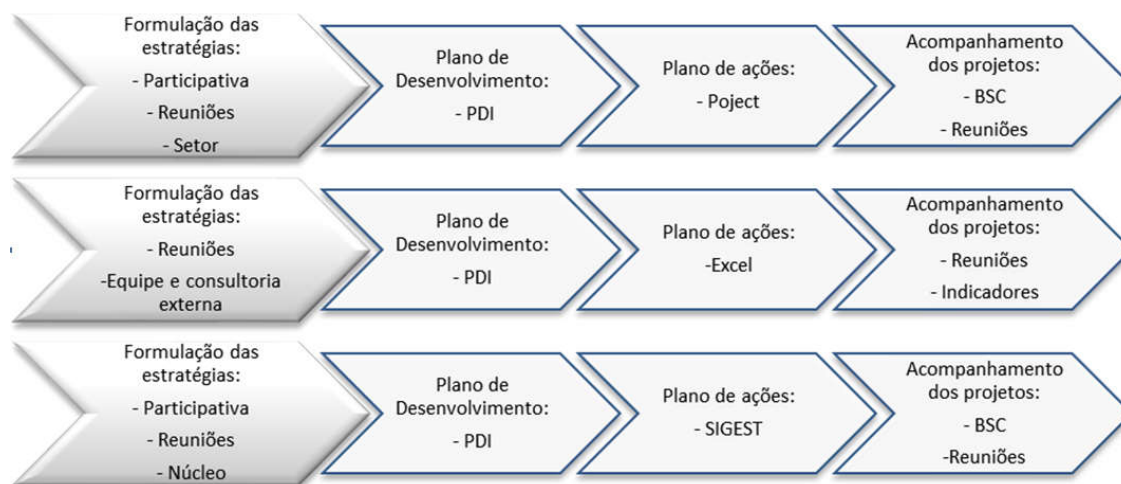 Formulação das
estratégias:
- Participativa
- Reuniões
- Setor
Plano de
Desenvolvimento:
- PDI
Plano de ações:
- Poject
Acompanhamento
dos projetos:
- BSC
- Reuniões
Formulação das
estratégias:
- Reuniões
-Equipe e consultoria
externa
Plano de
Desenvolvimento:
- PDI
Plano de ações:
-Excel
Acompanhamento
dos projetos:
- Reuniões
- Indicadores
Formulação das
estratégias:
- Participativa
- Reuniões
- Núcleo
Plano de
Desenvolvimento:
- PDI
Plano de ações:
- SIGEST
Acompanhamento
dos projetos:
- BSC
-Reuniões